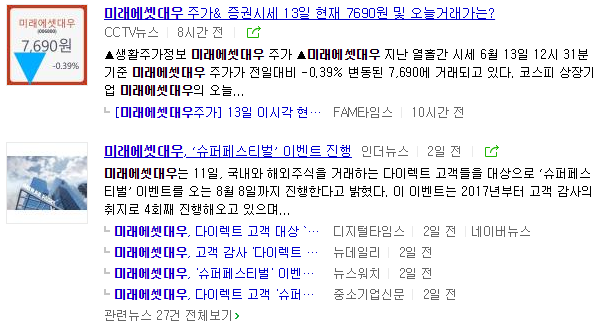 미래에셋대우
(006800)
7,690원
-0.39%
미래에셋대우 주가& 증권시세 13일 현재 7690원 및 오늘거래가는?
CCTV뉴스 | 8시간 전
▲생활주가정보 미래에셋대우 주가 ▲미래에셋대우 지난 열흘간 시세 6월 13일 12시 31분
기준 미래에셋대우 주가가 전일대비 -0,39% 변동된 7,690에 거래되고 있다. 코스피 상장기
업 미래에셋대우의 오늘...
[미래에셋대우주가] 13일 이시각 현… FAM타임스 | 10시간 전
미래에셋대우, ‘슈퍼페스티벌’ 이벤트 진행 인더뉴스 | 2일 전
미래에셋대우는 11일, 국내와 해외주식을 거래하는 다이렉트 고객들을 대상으로 ‘슈퍼페스
티벌’ 이벤트를 오는 8월 8일까지 진행한다고 밝혔다. 이 이벤트는 2017년부터 고객 감사의
취지로 4회째 진행해오고 있으며...
미래에셋대우, 다이렉트 고객 대상 `… 디지털타임스 | 2일 전 | 네이버뉴스
미래에셋대우, 고객 감사 '다이렉트 … 뉴데일리 | 2일 전
미래에셋대우, '슈퍼페스티벌' 이벤… 뉴스워치 | 2일 전
미래에셋대우, 다이렉트 고객 '슈퍼… 중소기업신문 | 2일 전
관련뉴스 27건 전체보기 >